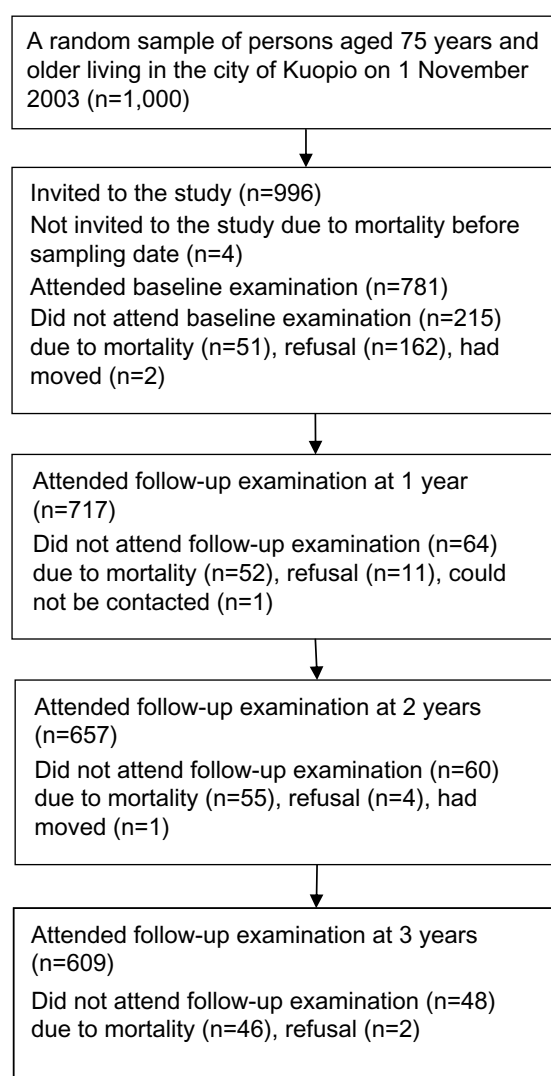 A random sample of persons aged 75 years and
older living in the city of Kuopio on 1 November
2003 (n=1,000)
Invited to the study (n=996)
Not invited to the study due to mortality before
sampling date (n=4)
Attended baseline examination (n=781)
Did not attend baseline examination (n=215)
due to mortality (n=51), refusal (n=162), had
moved (n=2)
Attended follow-up examination at 1 year
(n=717)
Did not attend follow-up examination (n=64)
due to mortality (n=52), refusal (n=11), could
not be contacted (n=1)
Attended follow-up examination at 2 years
(n=657)
Did not attend follow-up examination (n=60)
due to mortality (n=55), refusal (n=4), had
moved (n=1)
Attended follow-up examination at 3 years
(n=609)
Did not attend follow-up examination (n=48)
due to mortality (n=46), refusal (n=2)